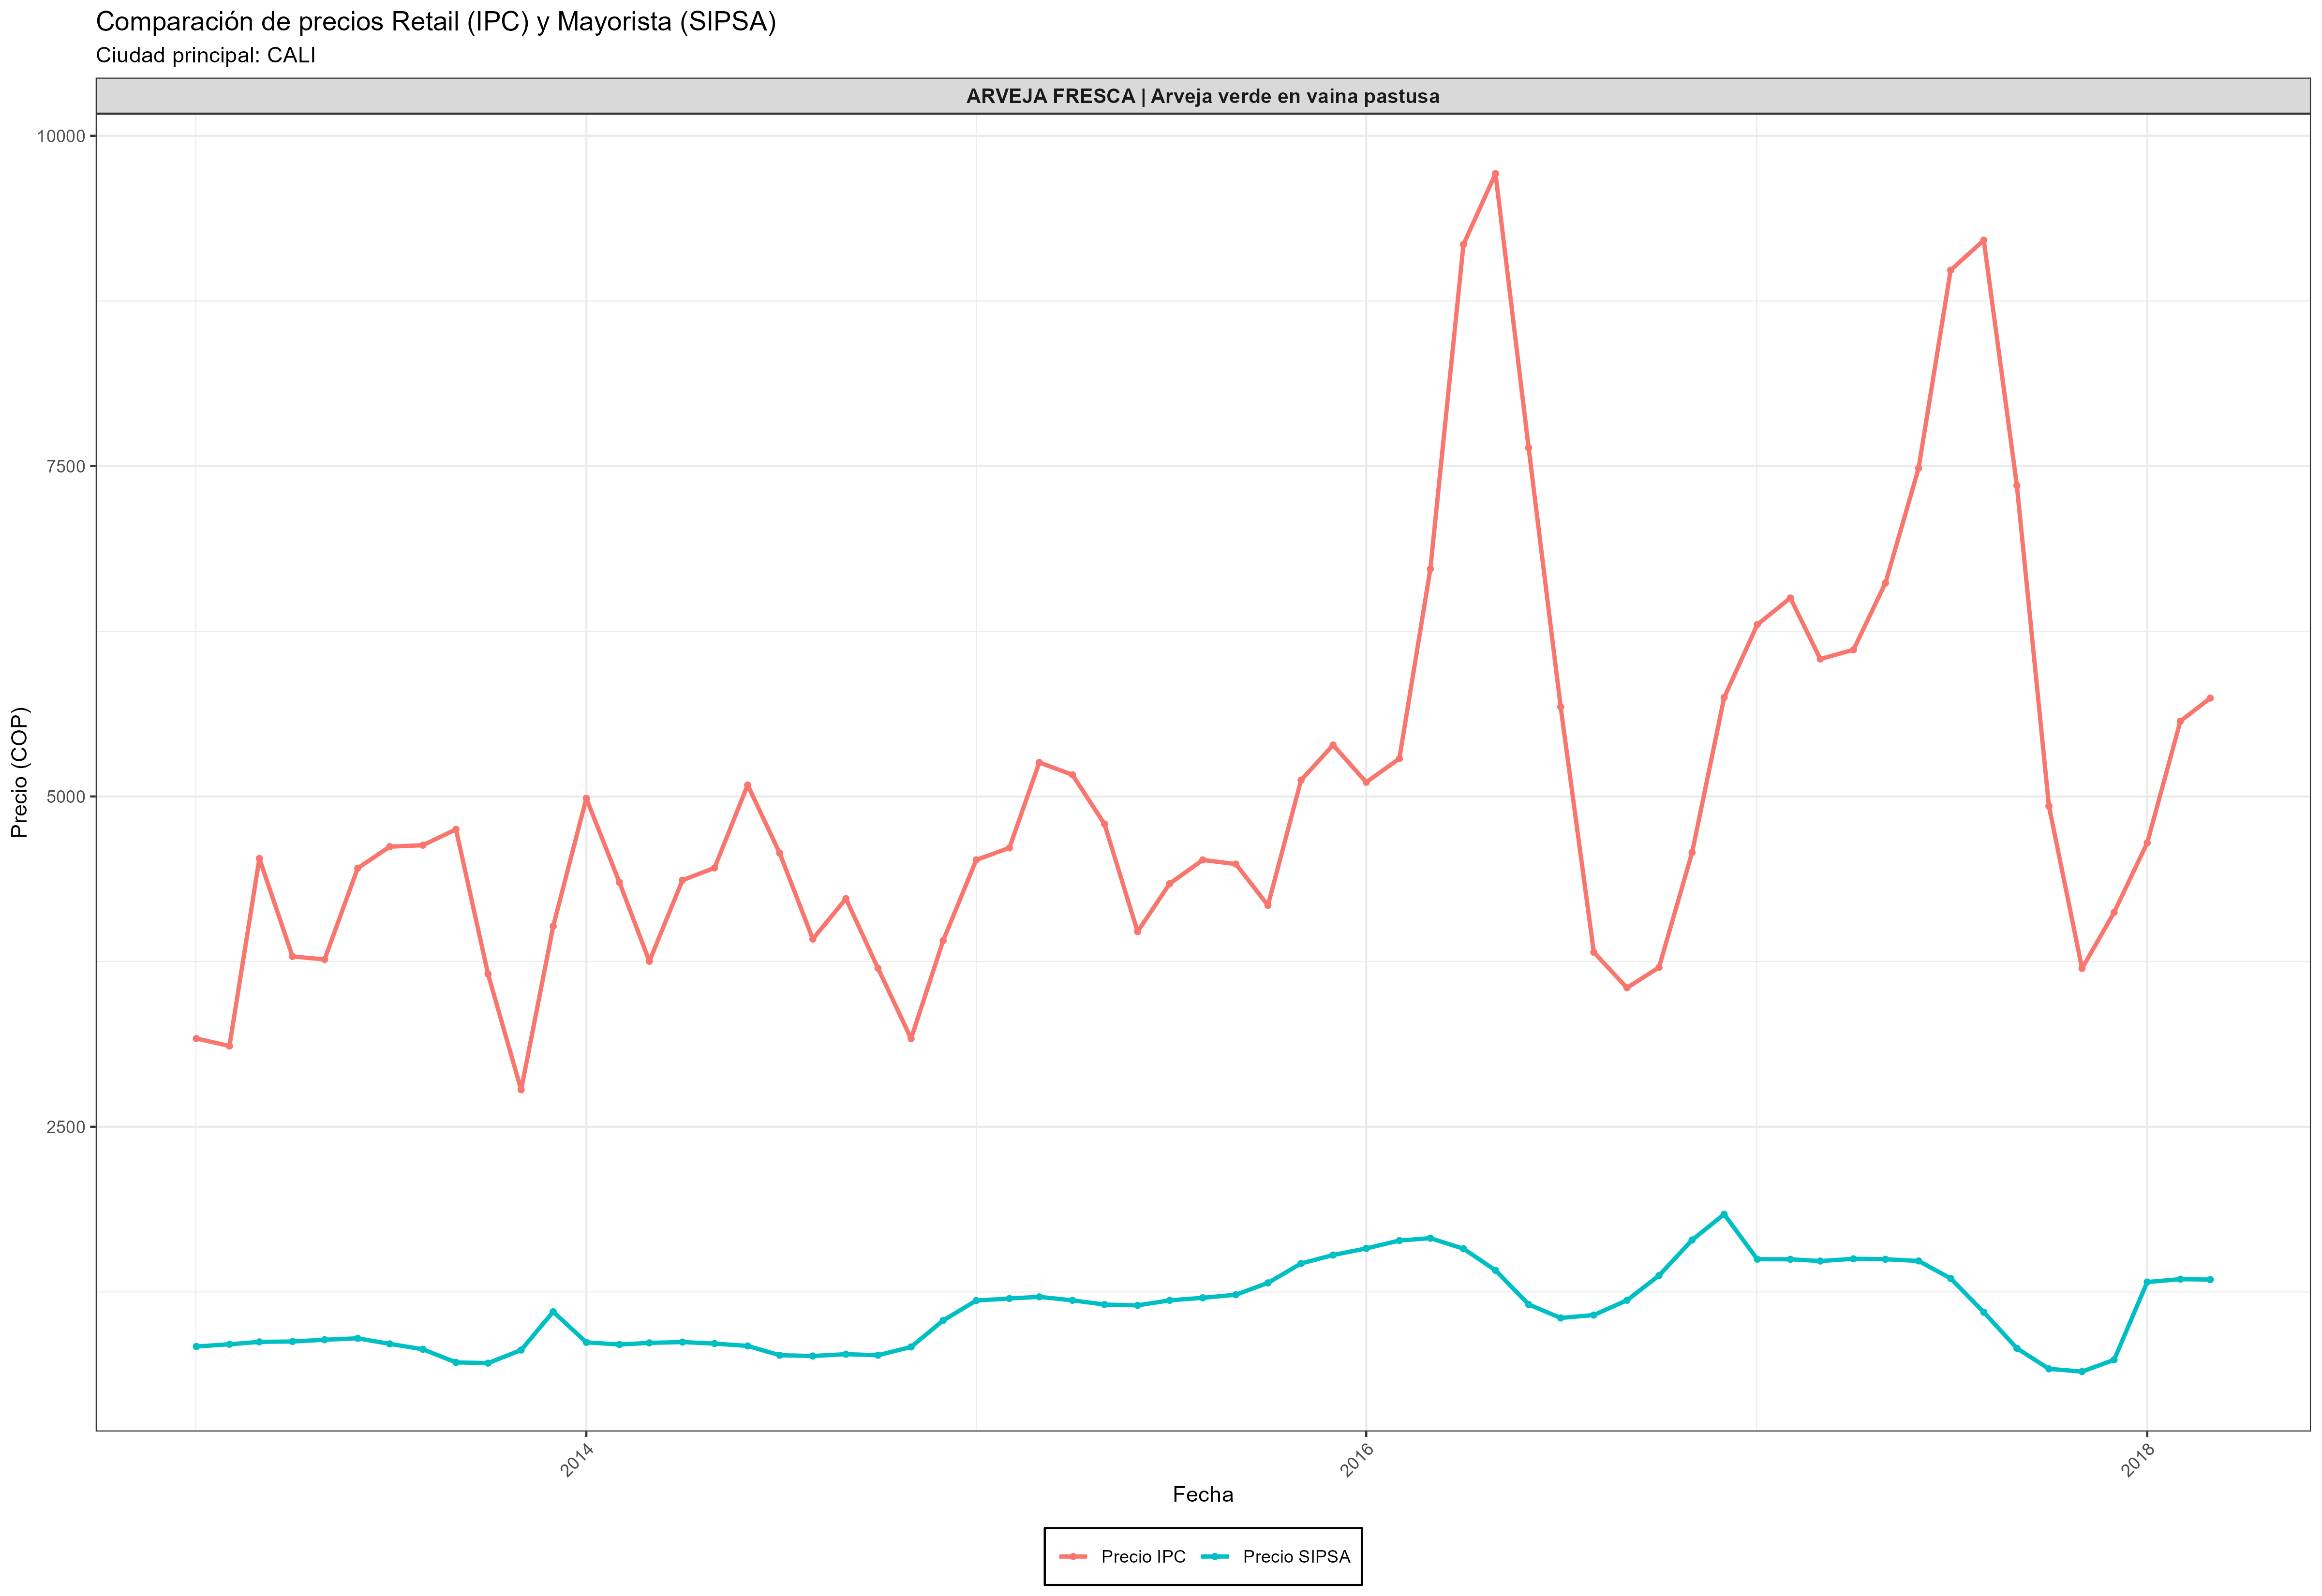 Comparación de precios Retail (IPC) y Mayorista (SIPSA)
Ciudad principal: CALI
ARVEJA FRESCA | Arveja verde en vaina pastusa
10000
7500
5000
2500
Precio (COP)
2014
2016
2018
Fecha
Precio IPC
Precio SIPSA